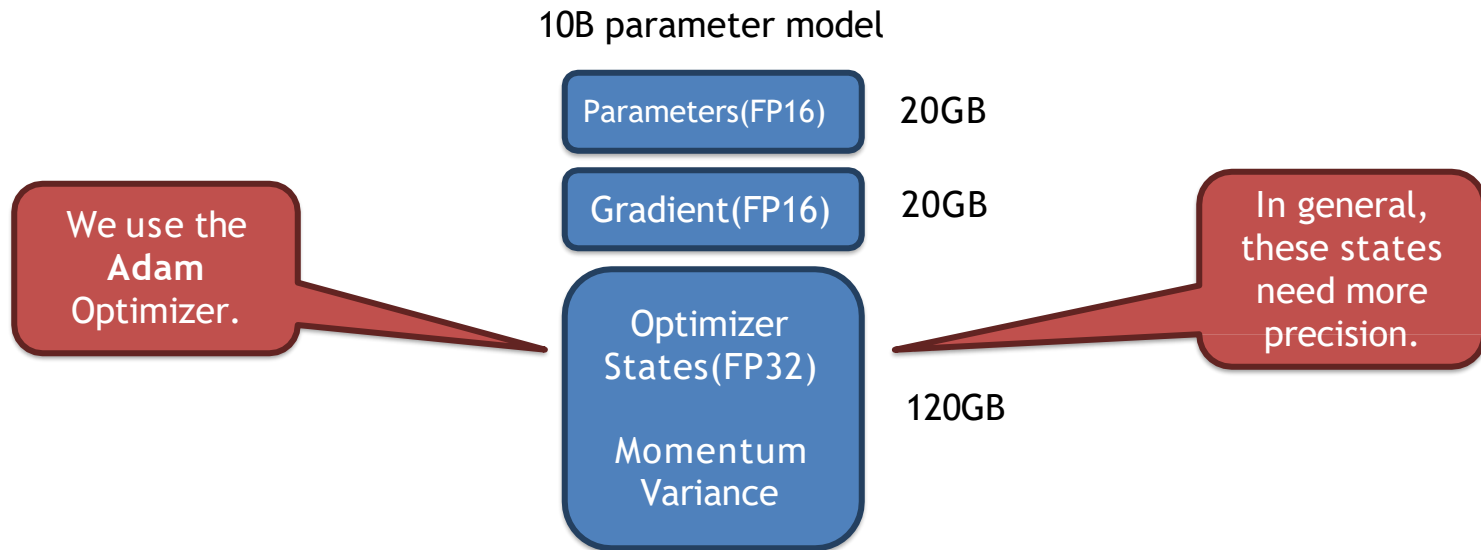 10B parameter model
Parameters(FP16)
20GB
Gradient(FP16)
20GB
We use the
Adam
Optimizer.
In general,
these states
need more
precision.
Optimizer
States(FP32)
120GB
Momentum
Variance